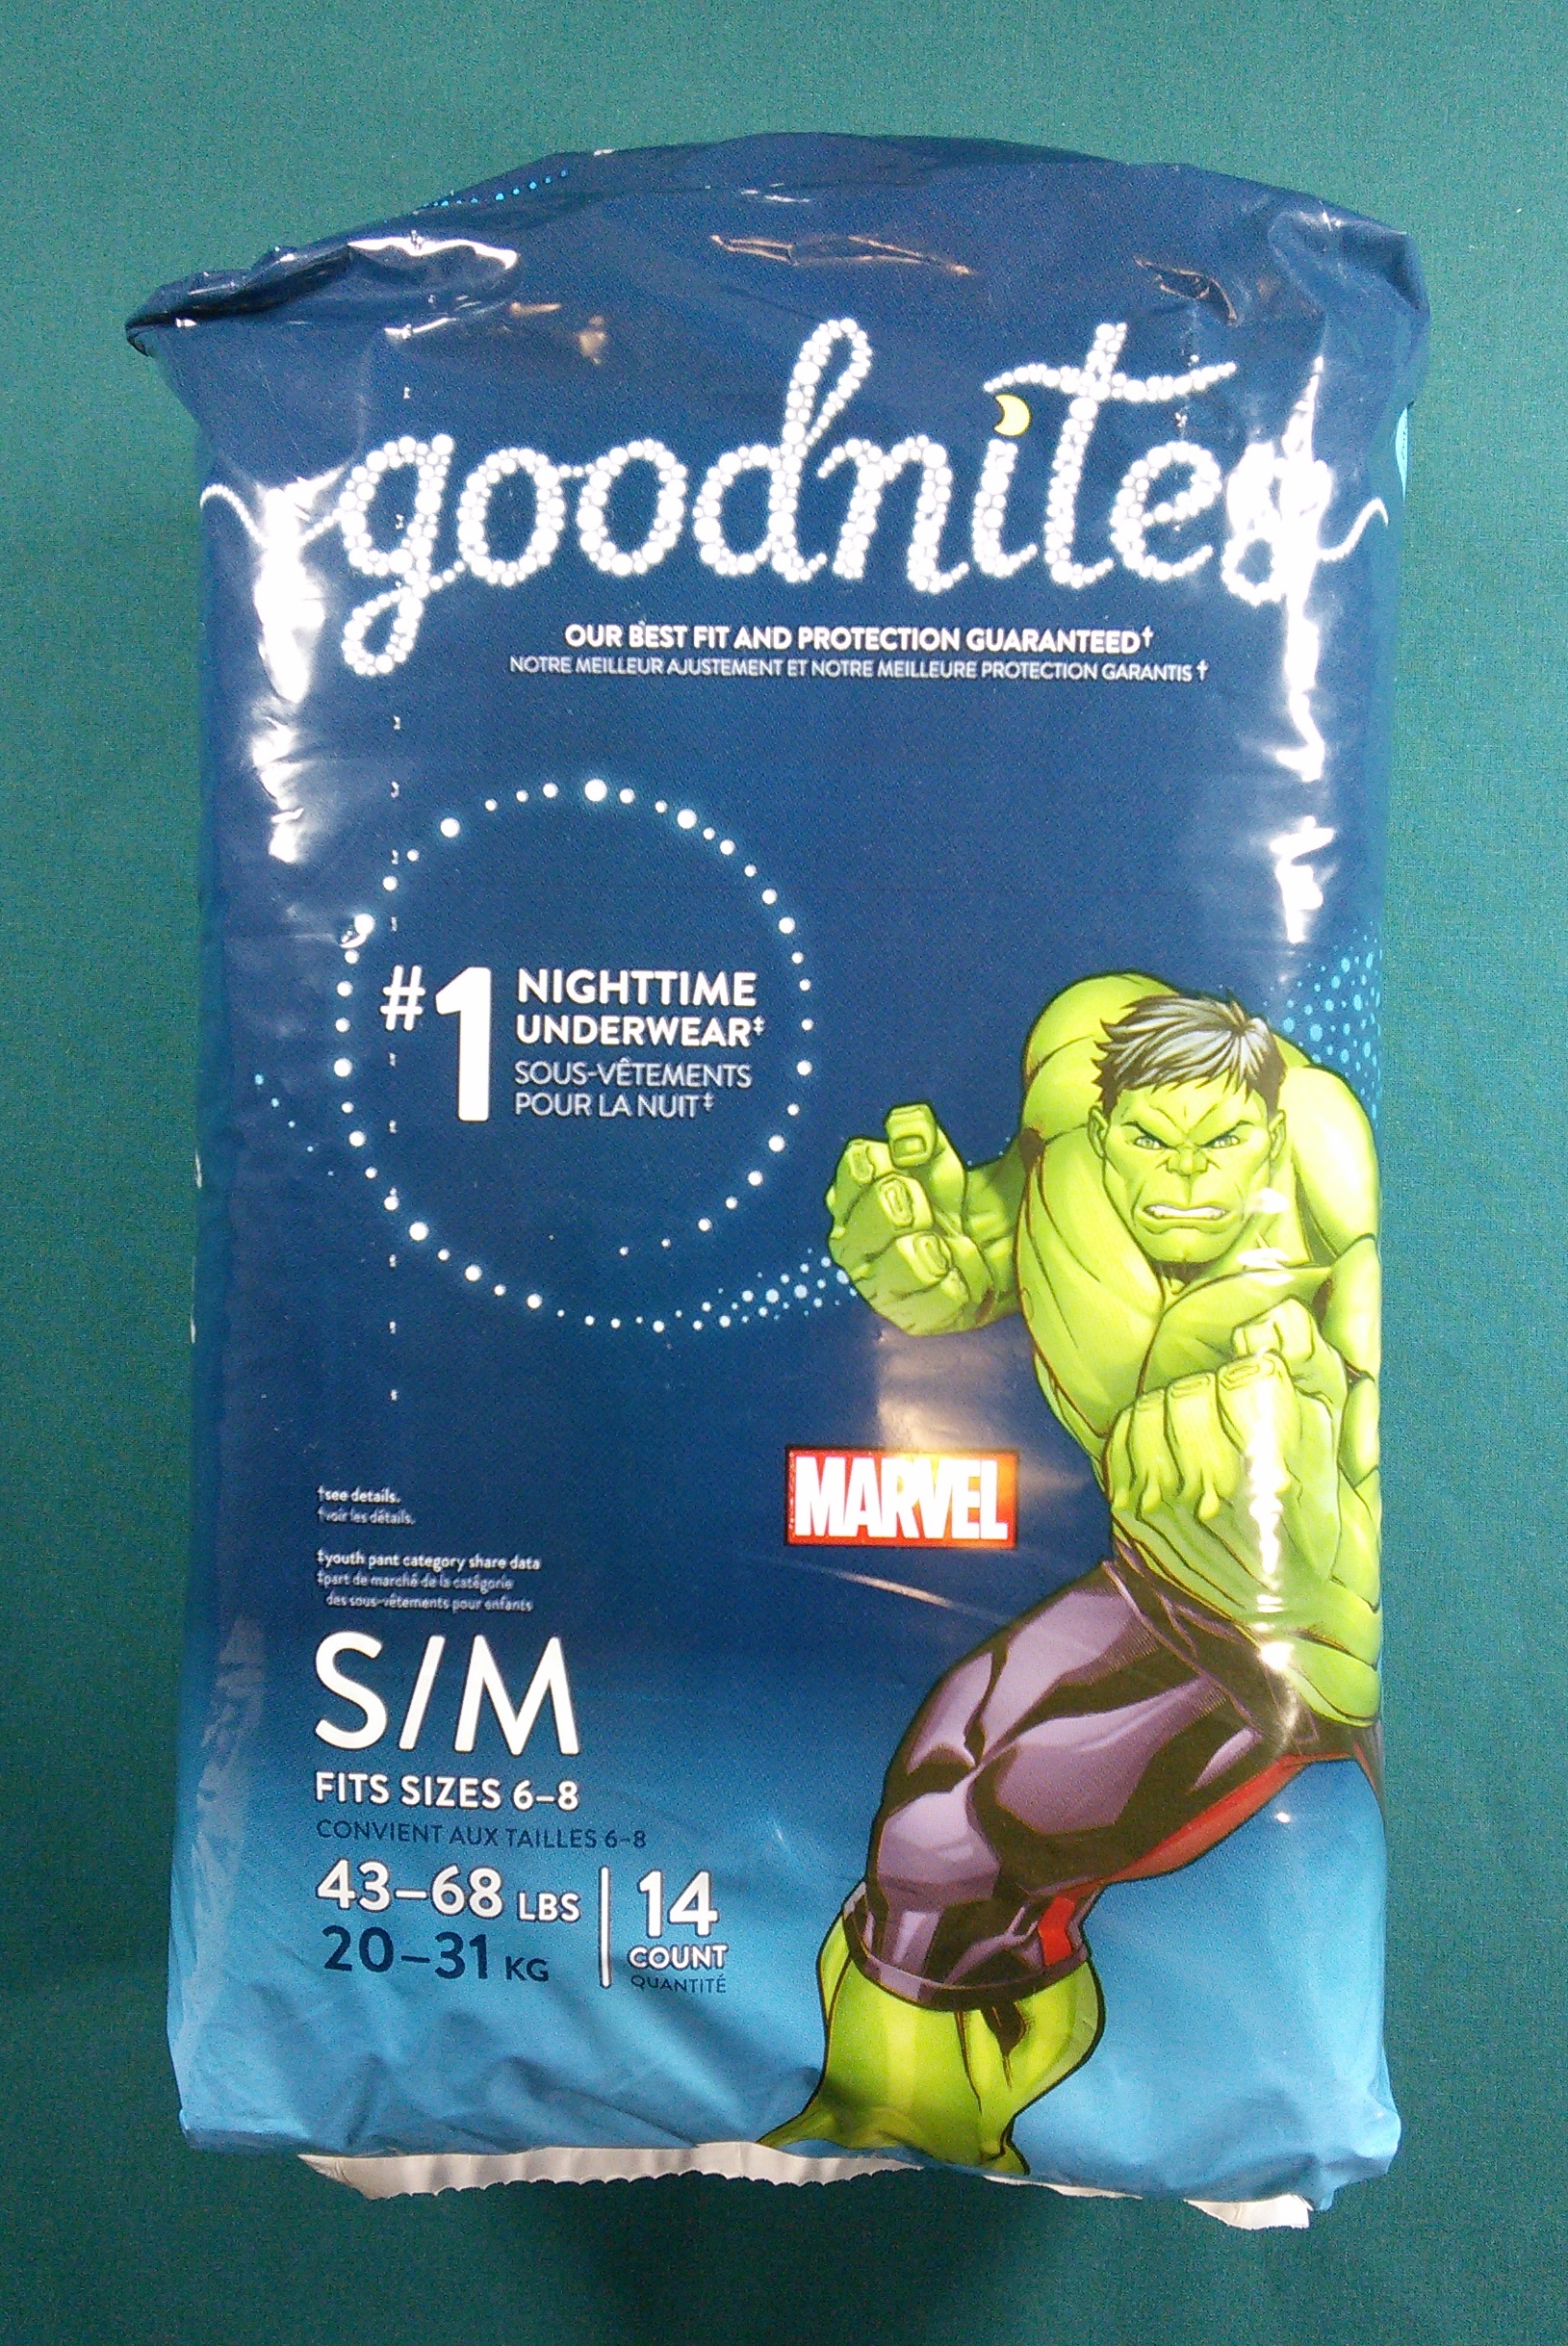 goodnites
OUR BEST FIT AND PROTECTION GUARANTEED†
NOTRE MEILLEUR AJUSTEMENT ET NOTRE MEILLEURE PROTECTION GARANTIS †
#1 NIGHTTIME
UNDERWEAR‡
SOUS-VÊTEMENTS
POUR LA NUIT‡
MARVEL
†see details.
†voir les détails.
‡youth pant category share data
‡part de marché de la catégorie
des sous-vêtements pour enfants
S/M
FITS SIZES 6–8
CONVIENT AUX TAILLES 6–8
43–68 LBS
20–31 KG
14
COUNT
QUANTITÉ